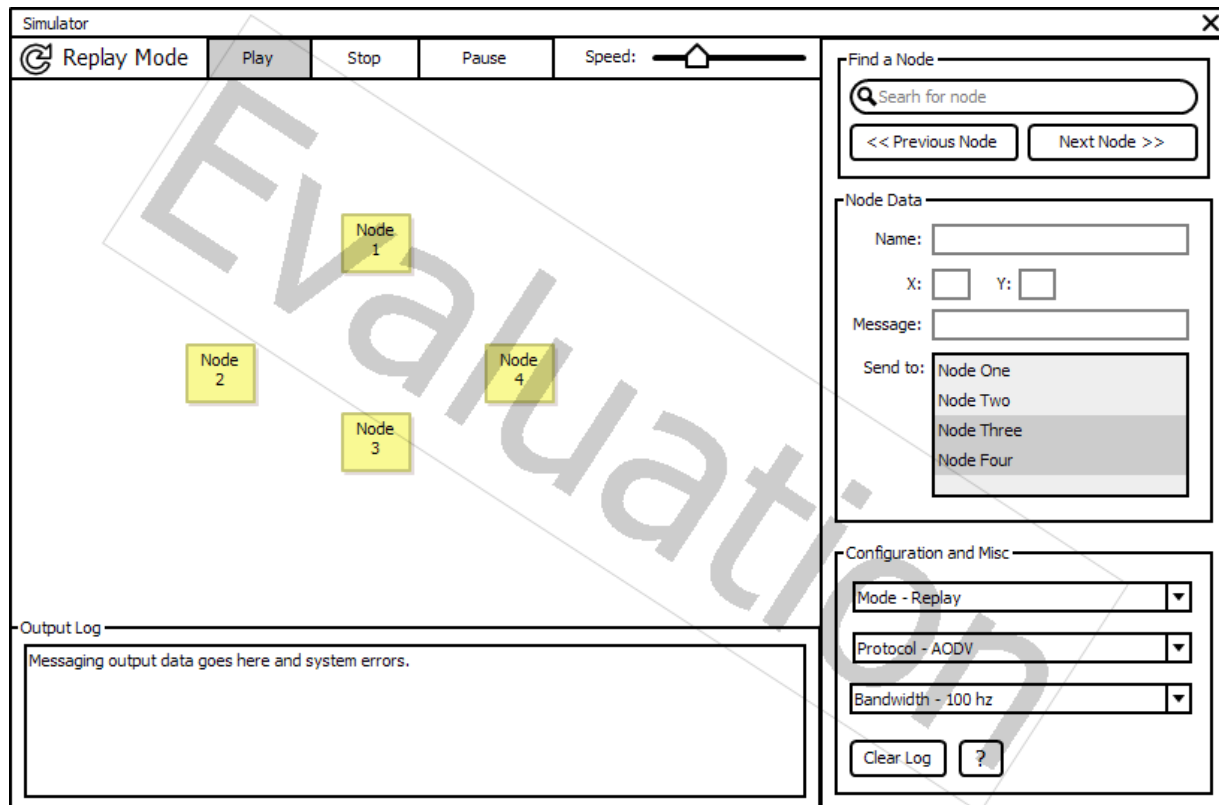 Simulator
Replay Mode
Play
Stop
Pause
Speed:
Find a Node
Searh for node
<< Previous Node
Next Node >>
Node Data
Name:
X:
Y:
Message:
Send to:
Node One
Node Two
Node Three
Node Four
Node
1
Node
2
Node
4
Node
3
Configuration and Misc
Mode - Replay
Protocol - AODV
Bandwidth - 100 hz
Clear Log
?
Output Log
Messaging output data goes here and system errors.
Evaluation